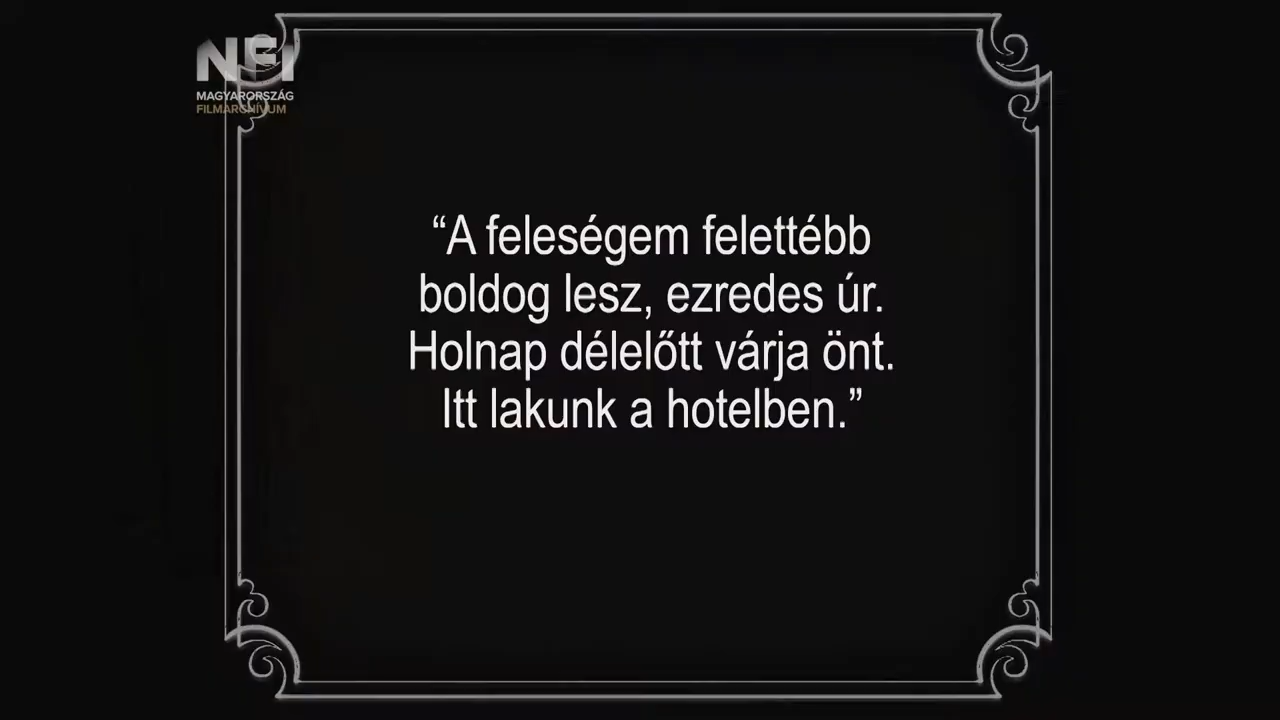 NFI
MAGYARORSZÁG
FILMARCHÍVUM
“A feleségem felettébb
boldog lesz, ezredes úr.
Holnap délelőtt várja önt.
Itt lakunk a hotelben.”